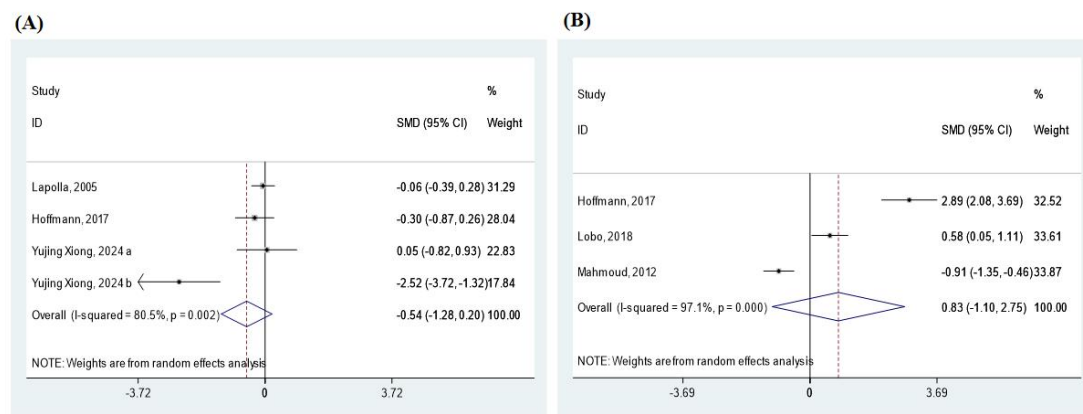 (A)
Study %
ID SMD (95% CI) Weight
Lapolla, 2005 -0.06 (-0.39, 0.28) 31.29
Hoffmann, 2017 -0.30 (-0.87, 0.26) 28.04
Yujing Xiong, 2024 a 0.05 (-0.82, 0.93) 22.83
Yujing Xiong, 2024 b -2.52 (-3.72, -1.32) 17.84
Overall (I-squared = 80.5%, p = 0.002) -0.54 (-1.28, 0.20) 100.00
NOTE: Weights are from random effects analysis
-3.72 0 3.72
(B)
Study %
ID SMD (95% CI) Weight
Hoffmann, 2017 2.89 (2.08, 3.69) 32.52
Lobo, 2018 0.58 (0.05, 1.11) 33.61
Mahmoud, 2012 -0.91 (-1.35, -0.46) 33.87
Overall (I-squared = 97.1%, p = 0.000) 0.83 (-1.10, 2.75) 100.00
NOTE: Weights are from random effects analysis
-3.69 0 3.69